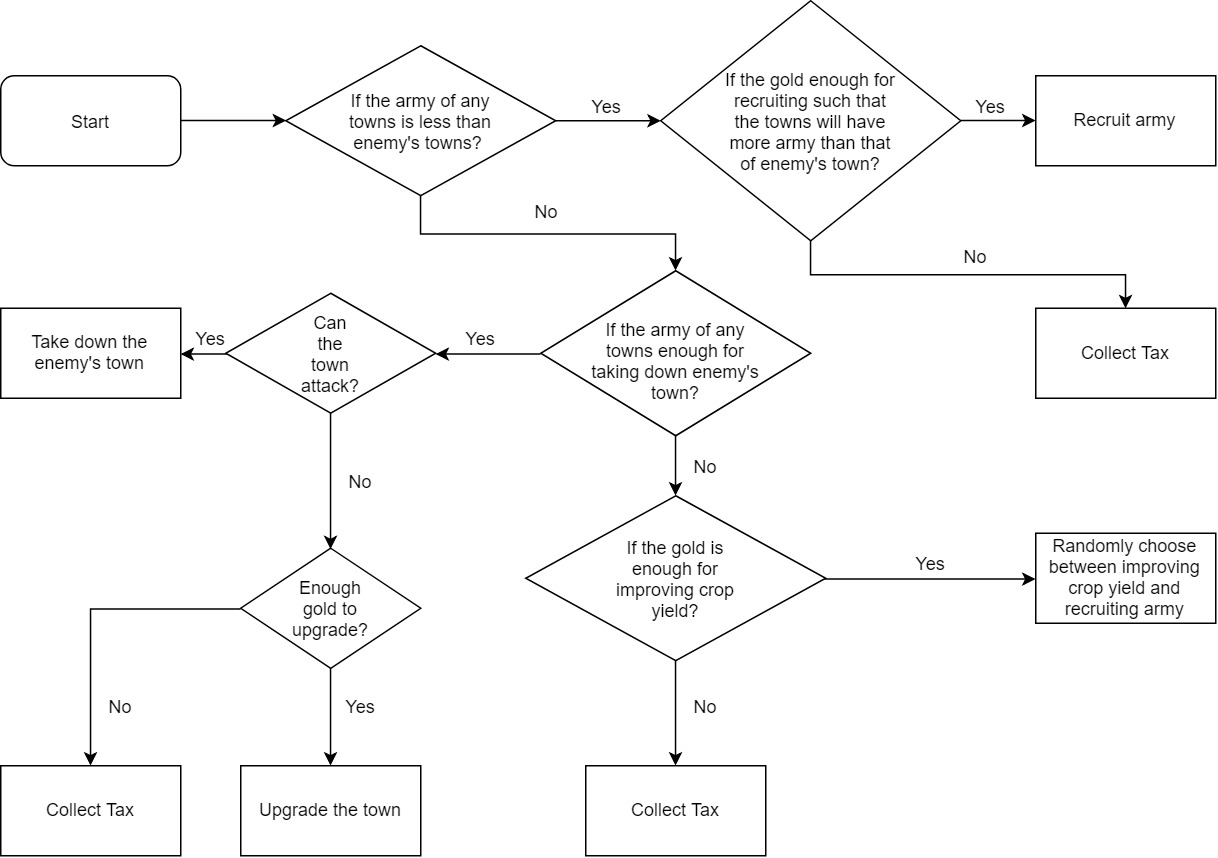 Start
If the army of any
towns is less than
enemy's towns?
Yes
If the gold enough for
recruiting such that
the towns will have
more army than that
of enemy's town?
Yes
Recruit army
No
No
Take down the
enemy's town
Yes
Can
the
town
attack?
Yes
If the army of any
towns enough for
taking down enemy's
town?
Collect Tax
No
No
Enough
gold to
upgrade?
If the gold is
enough for
improving crop
yield?
Yes
Randomly choose
between improving
crop yield and
recruiting army
No
Yes
No
Collect Tax
Upgrade the town
Collect Tax